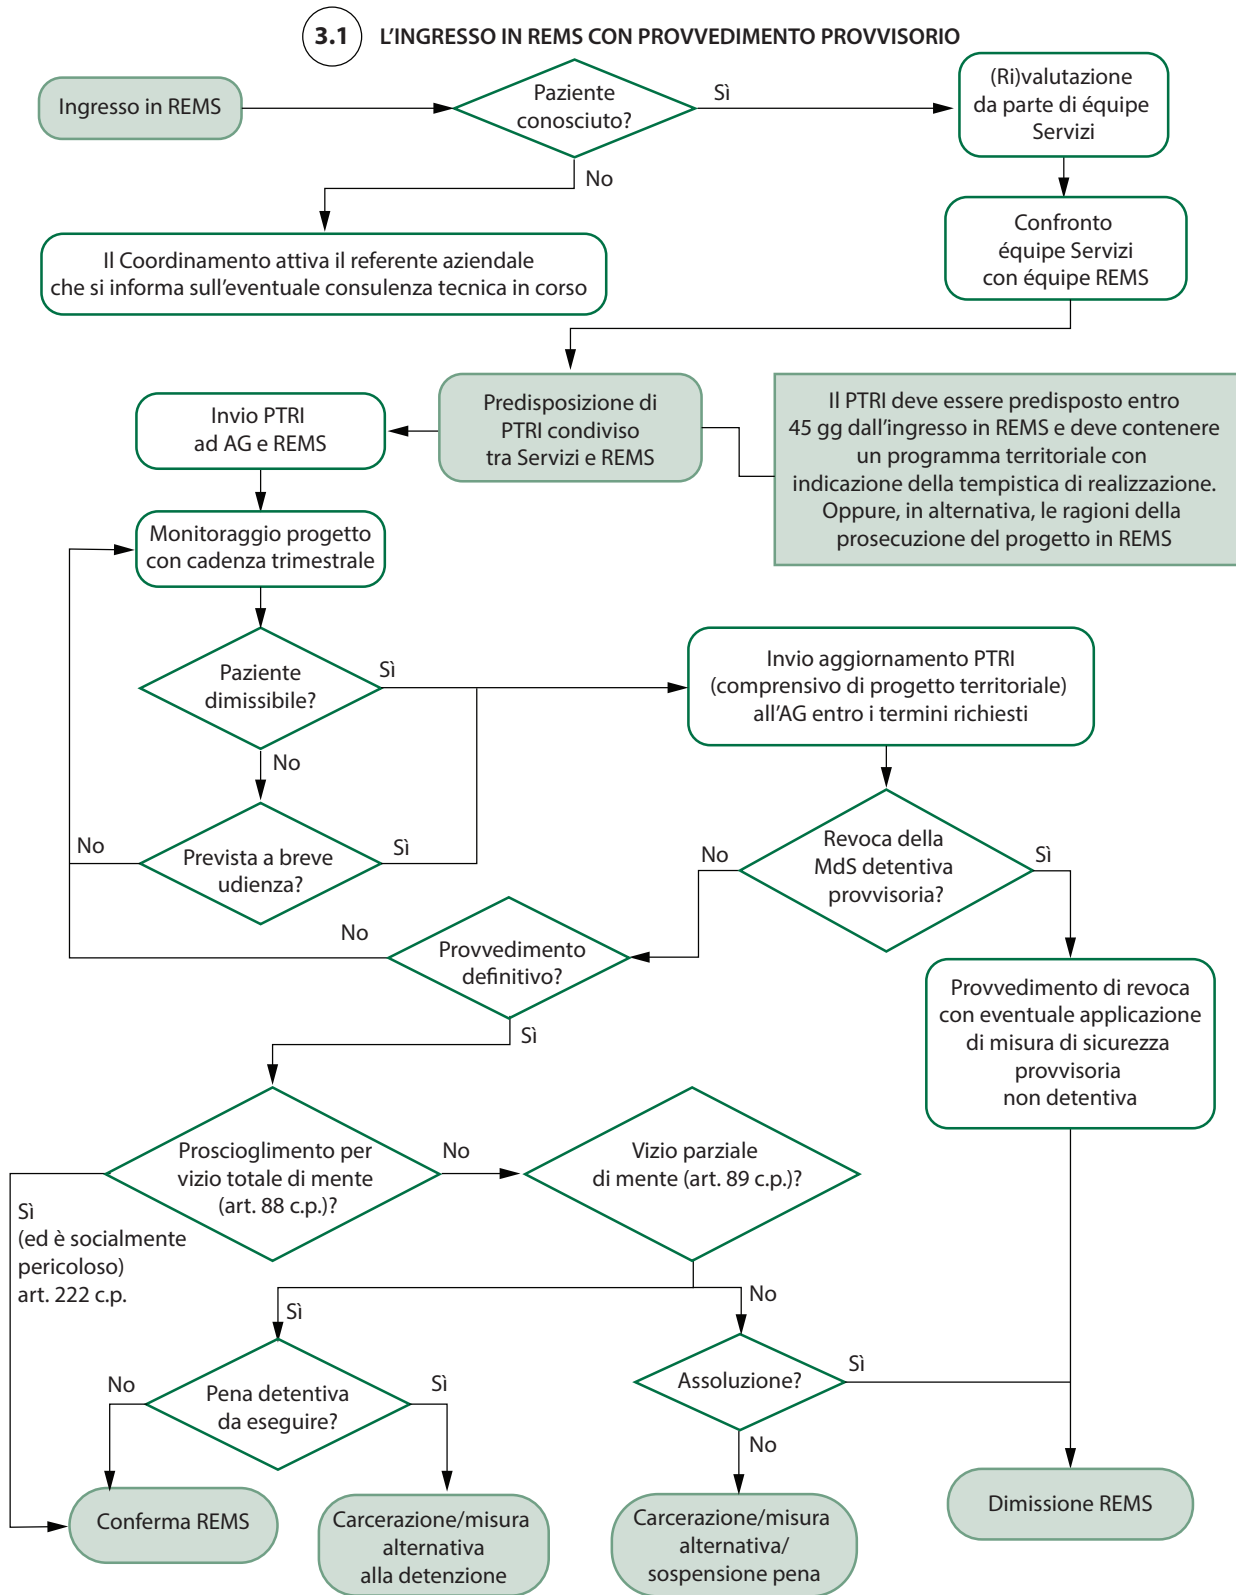 3.1 L'INGRESSO IN REMS CON PROVVEDIMENTO PROVVISORIO
Ingresso in REMS
Paziente
conosciuto?
Sì
(Ri)valutazione
da parte di équipe
Servizi
No
Il Coordinamento attiva il referente aziendale
che si informa sull'eventuale consulenza tecnica in corso
Confronto
équipe Servizi
con équipe REMS
Invio PTRI
ad AG e REMS
Predisposizione di
PTRI condiviso
tra Servizi e REMS
Il PTRI deve essere predisposto entro
45 gg dall'ingresso in REMS e deve contenere
un programma territoriale con
indicazione della tempistica di realizzazione.
Oppure, in alternativa, le ragioni della
prosecuzione del progetto in REMS
Monitoraggio progetto
con cadenza trimestrale
Paziente
dimissibile?
Sì
Invio aggiornamento PTRI
(comprensivo di progetto territoriale)
all'AG entro i termini richiesti
No
Prevista a breve
udienza?
No
Sì
Revoca della
MdS detentiva
provvisoria?
No
Sì
Provvedimento
definitivo?
No
Sì
Provvedimento di revoca
con eventuale applicazione
di misura di sicurezza
provvisoria
non detentiva
Proscioglimento per
vizio totale di mente
(art. 88 c.p.)?
No
Vizio parziale
di mente (art. 89 c.p.)?
Sì
(ed è socialmente
pericoloso)
art. 222 c.p.
Sì
No
Pena detentiva
da eseguire?
No
Sì
Assoluzione?
Sì
No
Conferma REMS
Carcerazione/misura
alternativa
alla detenzione
Carcerazione/misura
alternativa/
sospensione pena
Dimissione REMS